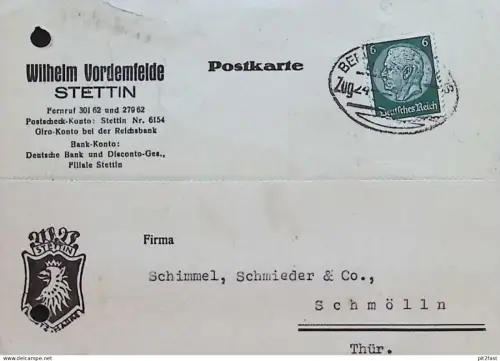 Wilhelm Vordemfelde
STETTIN
Fernruf 301 62 und 279 62
Postscheck-Konto: Stettin Nr. 6154
Giro-Konto bei der Reichsbank
Bank-Konto:
Deutsche Bank und Disconto-Ges.,
Filiale Stettin
Postkarte
6 6
Deutsches Reich
Zug 24
STETTIN
Firma
Schimmel, Schmieder & Co.,
Schmölln
Thür.